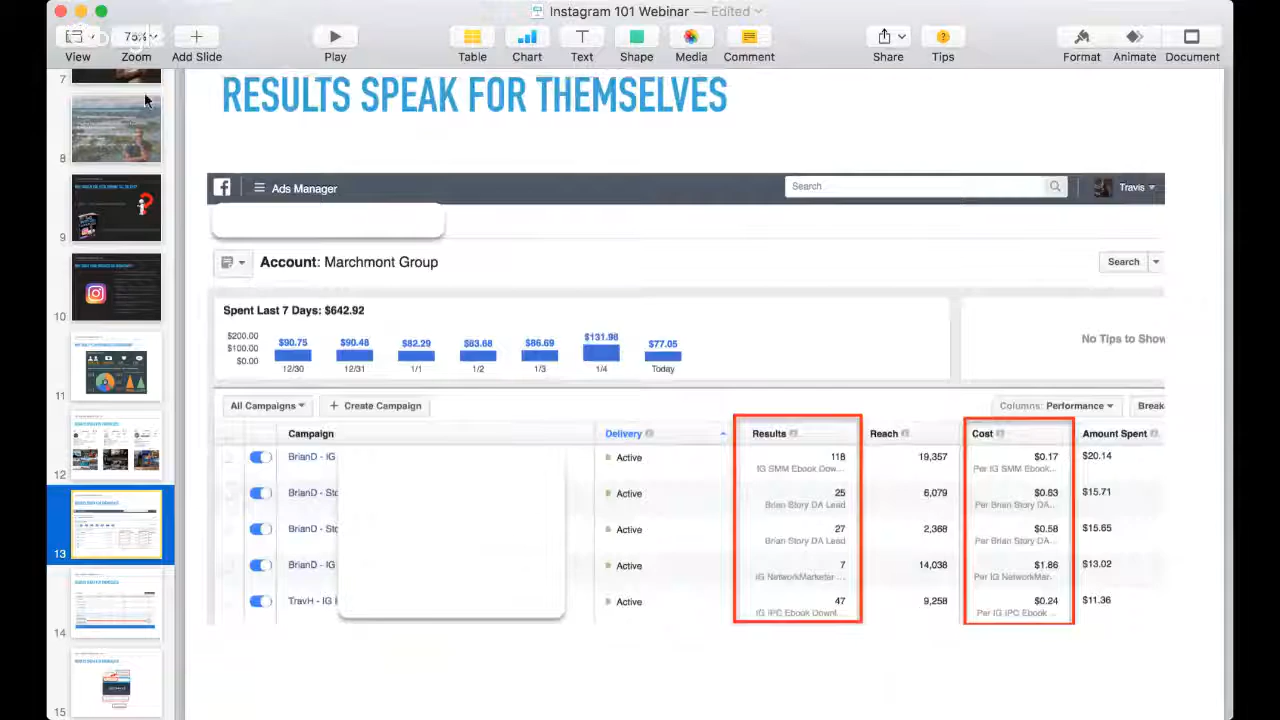 Instagram 101 Webinar — Edited
View
75%
Zoom
Add Slide
Play
Table
Chart
Text
Shape
Media
Comment
Share
Tips
Format
Animate
Document
7
8
9
10
11
12
13
14
15
RESULTS SPEAK FOR THEMSELVES
Ads Manager
Search
Travis
Account: Marchmont Group
Search
Spent Last 7 Days: $642.92
$200.00
$100.00
$0.00
$90.75 $90.48 $82.29 $83.68 $86.69 $131.98 $77.05
12/30 12/31 1/1 1/2 1/3 1/4 Today
No Tips to Show
All Campaigns
+ Create Campaign
Columns: Performance
Break
Campaign Delivery Results Reach Cost Amount Spent
BrianD - IG Active 118 19,357 $0.17 $20.14
IG SMM Ebook Dow... Per IG SMM Ebook...
BrianD - Sto Active 25 6,079 $0.63 $15.71
Brian Story DA Lead Per Brian Story DA...
BrianD - Sto Active 27 2,368 $0.58 $15.65
Brian Story DA Lead Per Brian Story DA...
BrianD - IG Active 7 14,038 $1.86 $13.02
IG NetworkMarketer ... Per IG NetworkMar...
TravH - IG Active 47 9,258 $0.24 $11.36
IG IPC Ebook Downl... Per IG IPC Ebook ...